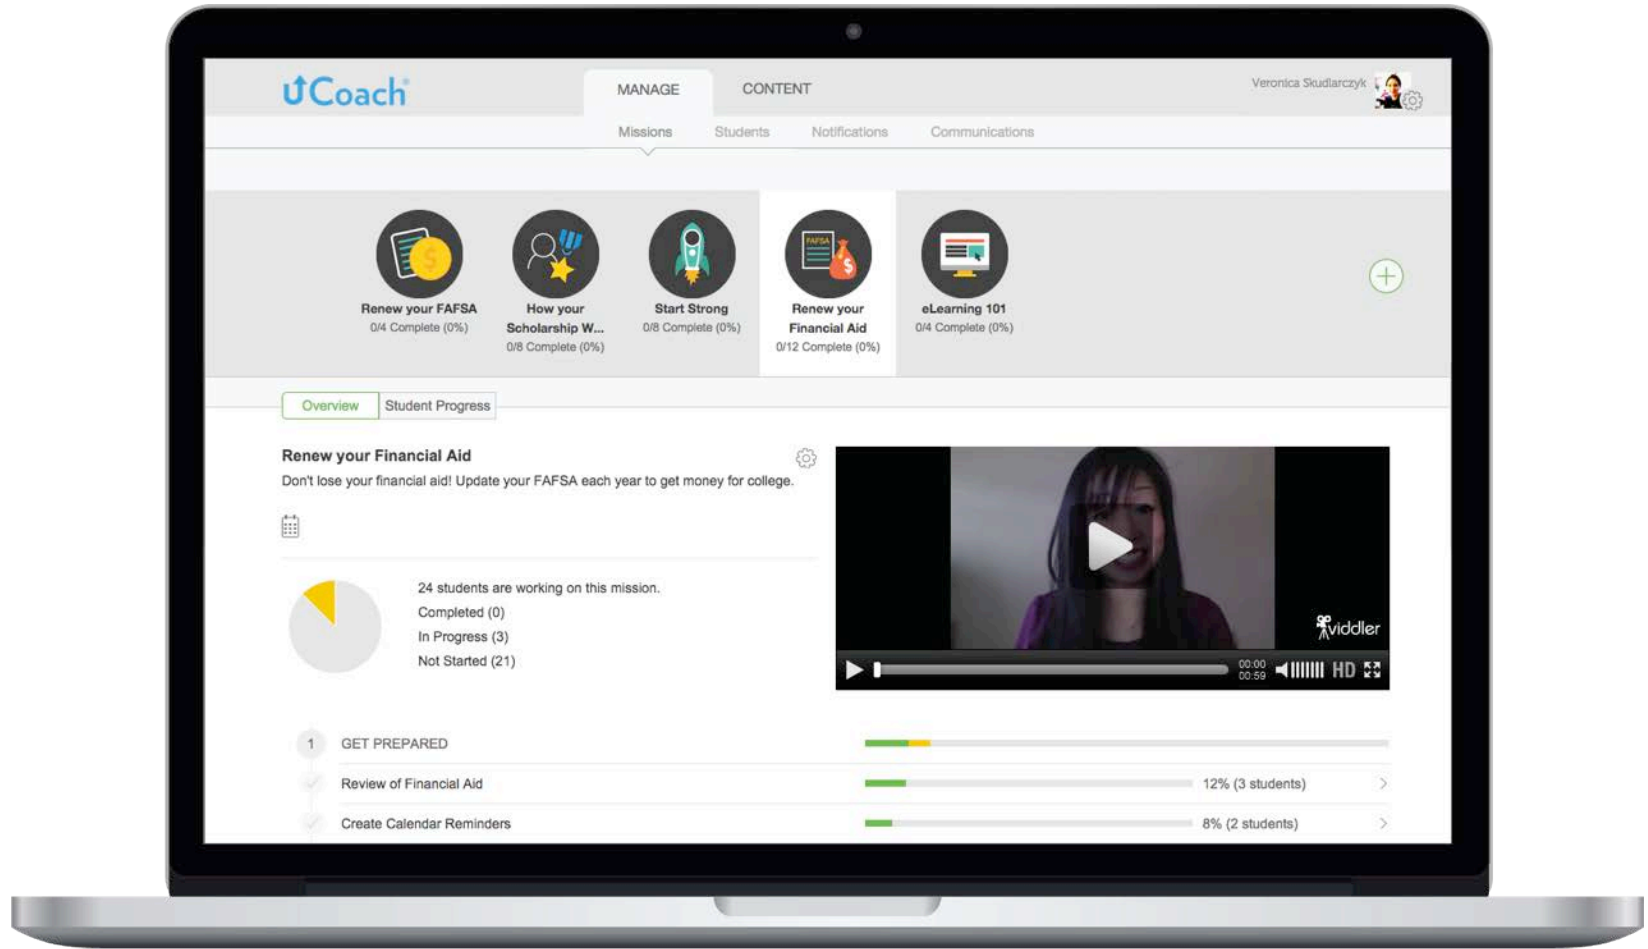 uCoach®
MANAGE
CONTENT
Veronica Skudlarczyk
Missions
Students
Notifications
Communications
FAFSA
Renew your FAFSA
0/4 Complete (0%)
How your
Scholarship W...
0/8 Complete (0%)
Start Strong
0/8 Complete (0%)
Renew your
Financial Aid
0/12 Complete (0%)
eLearning 101
0/4 Complete (0%)
Overview
Student Progress
Renew your Financial Aid
Don't lose your financial aid! Update your FAFSA each year to get money for college.
24 students are working on this mission.
Completed (0)
In Progress (3)
Not Started (21)
viddler
00:00
00:59
HD
1 GET PREPARED
Review of Financial Aid
12% (3 students)
Create Calendar Reminders
8% (2 students)